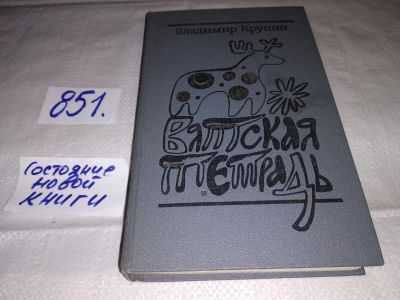 Владимир Крупин
851.
Вятская
тетрадь
Состояние
новой
книги